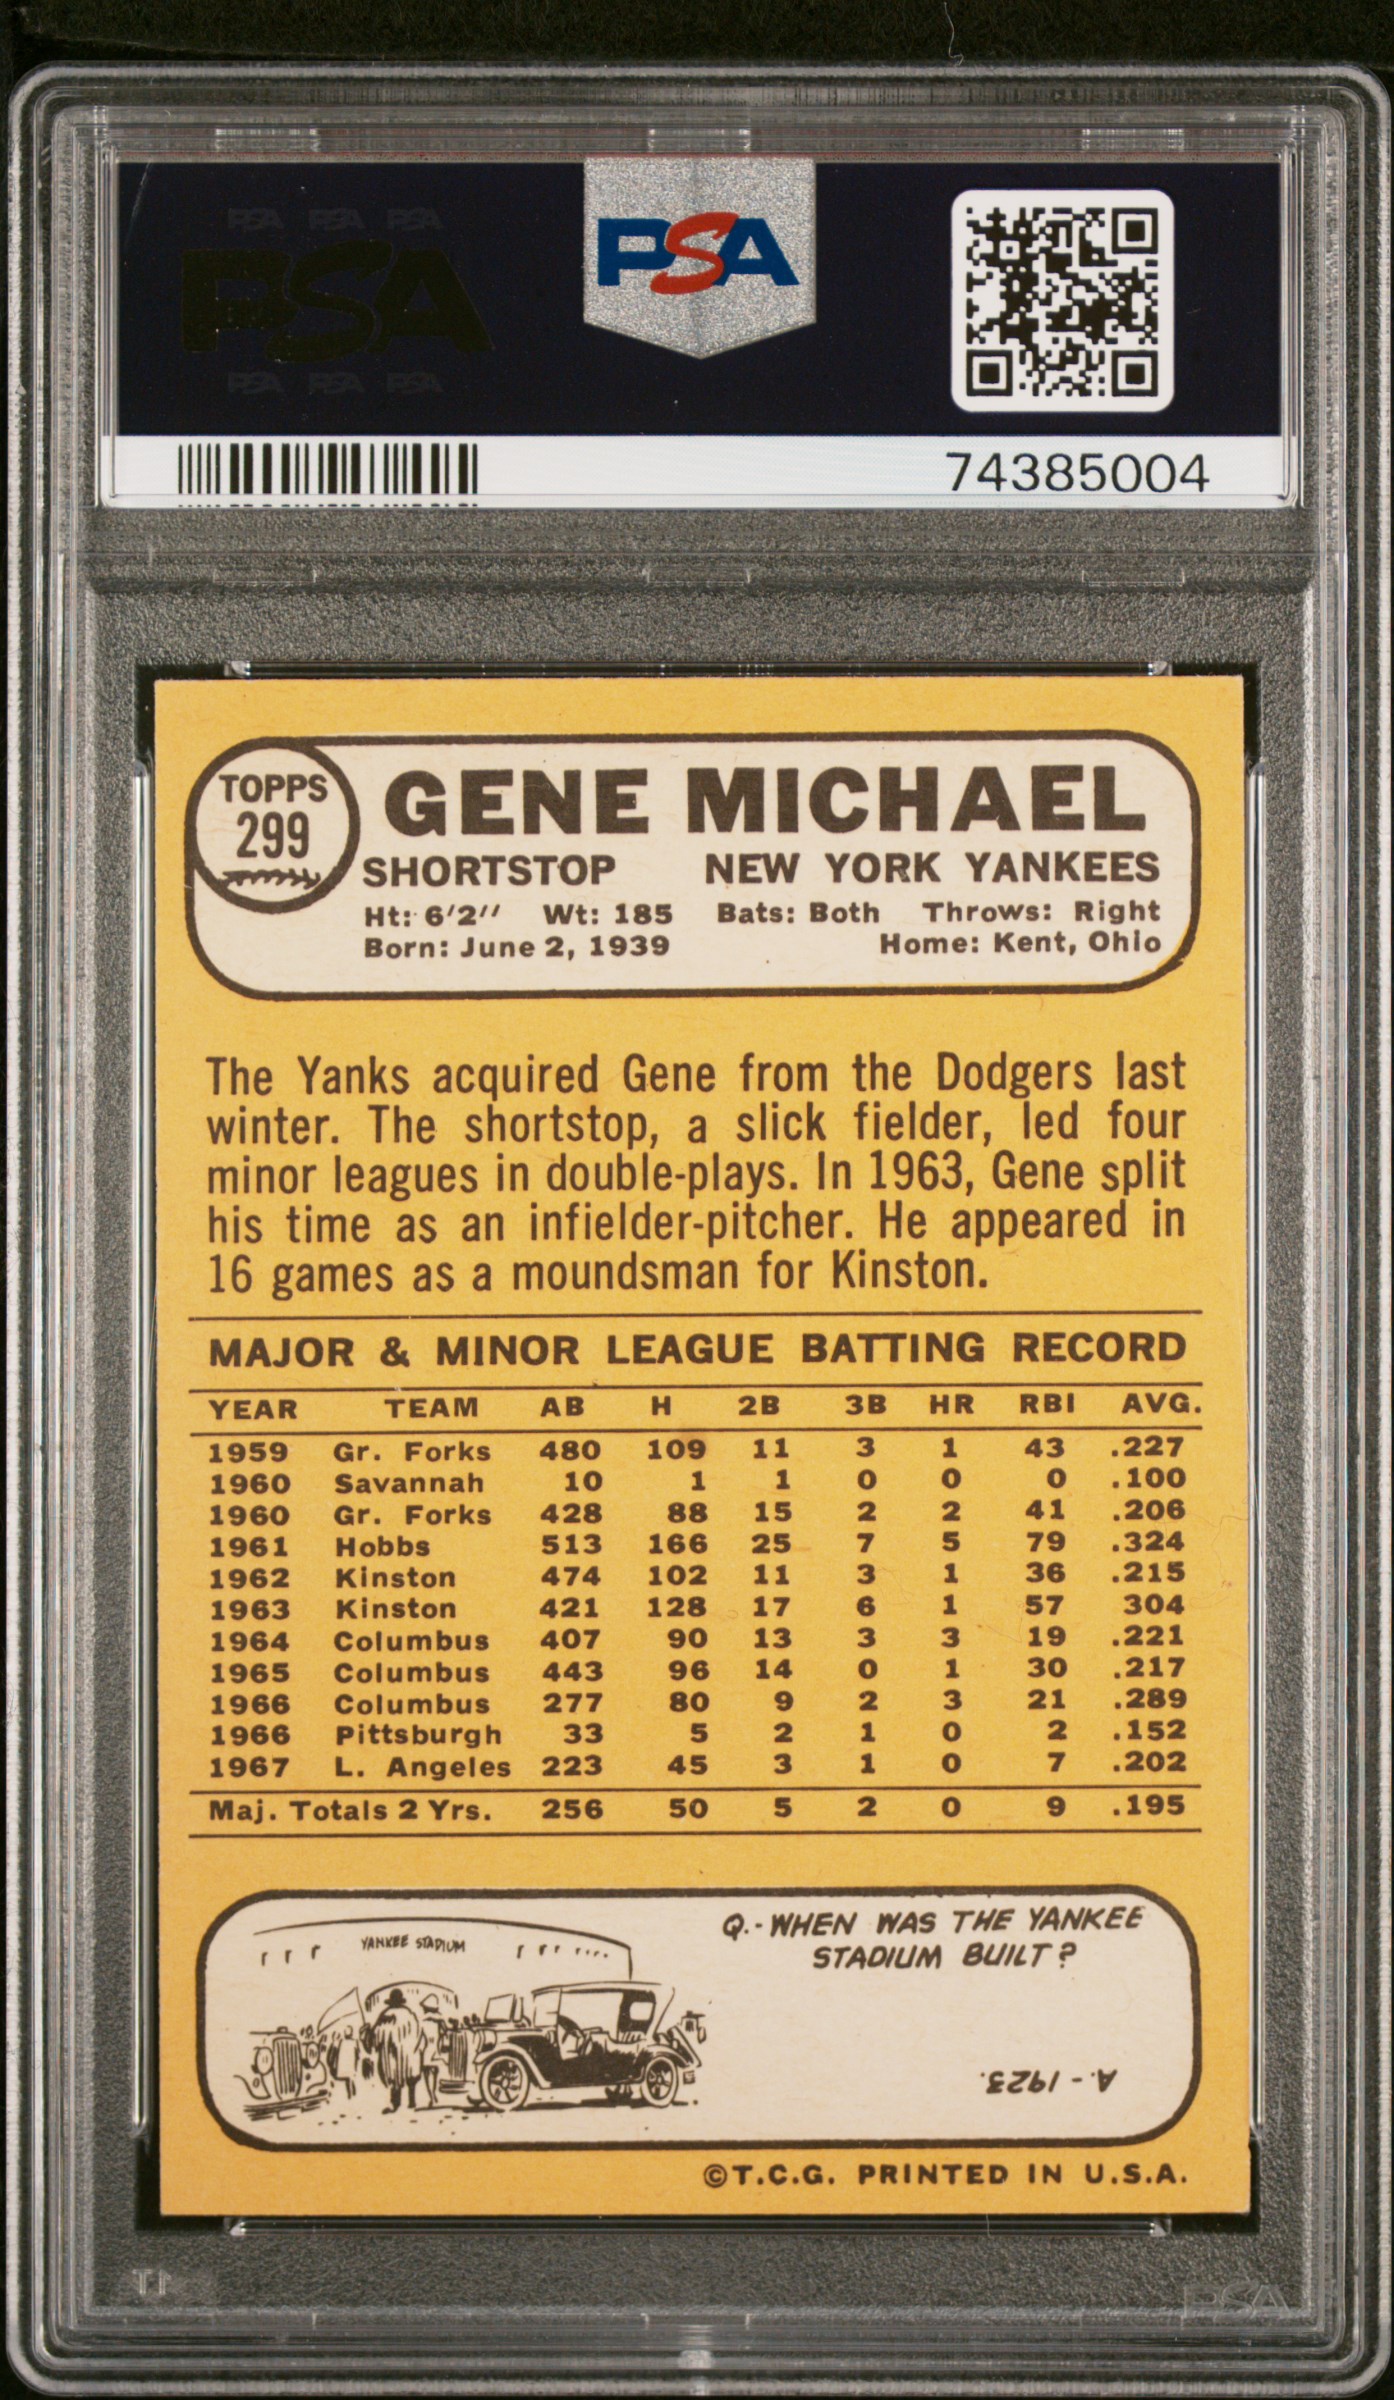 PSA PSA PSA
PSA
PSA PSA PSA
PSA
74385004
TOPPS
299
GENE MICHAEL
SHORTSTOP NEW YORK YANKEES
Ht: 6'2'' Wt: 185 Bats: Both Throws: Right
Born: June 2, 1939 Home: Kent, Ohio
The Yanks acquired Gene from the Dodgers last
winter. The shortstop, a slick fielder, led four
minor leagues in double-plays. In 1963, Gene split
his time as an infielder-pitcher. He appeared in
16 games as a moundsman for Kinston.
MAJOR & MINOR LEAGUE BATTING RECORD
YEAR TEAM AB H 2B 3B HR RBI AVG.
1959 Gr. Forks 480 109 11 3 1 43 .227
1960 Savannah 10 1 1 0 0 0 .100
1960 Gr. Forks 428 88 15 2 2 41 .206
1961 Hobbs 513 166 25 7 5 79 .324
1962 Kinston 474 102 11 3 1 36 .215
1963 Kinston 421 128 17 6 1 57 304
1964 Columbus 407 90 13 3 3 19 .221
1965 Columbus 443 96 14 0 1 30 .217
1966 Columbus 277 80 9 2 3 21 .289
1966 Pittsburgh 33 5 2 1 0 2 .152
1967 L. Angeles 223 45 3 1 0 7 .202
Maj. Totals 2 Yrs. 256 50 5 2 0 9 .195
YANKEE STADIUM
Q.- WHEN WAS THE YANKEE
STADIUM BUILT?
A.- 1923.
©T.C.G. PRINTED IN U.S.A.
PSA